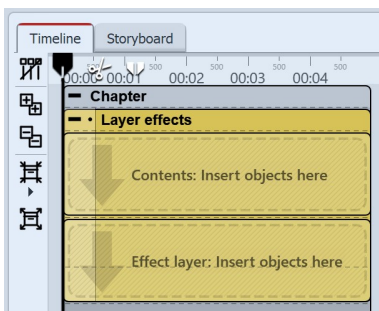 Timeline Storyboard
500 500 500 500
00:00 00:01 00:02 00:03 00:04
Chapter
Layer effects
Contents: Insert objects here
Effect layer: Insert objects here